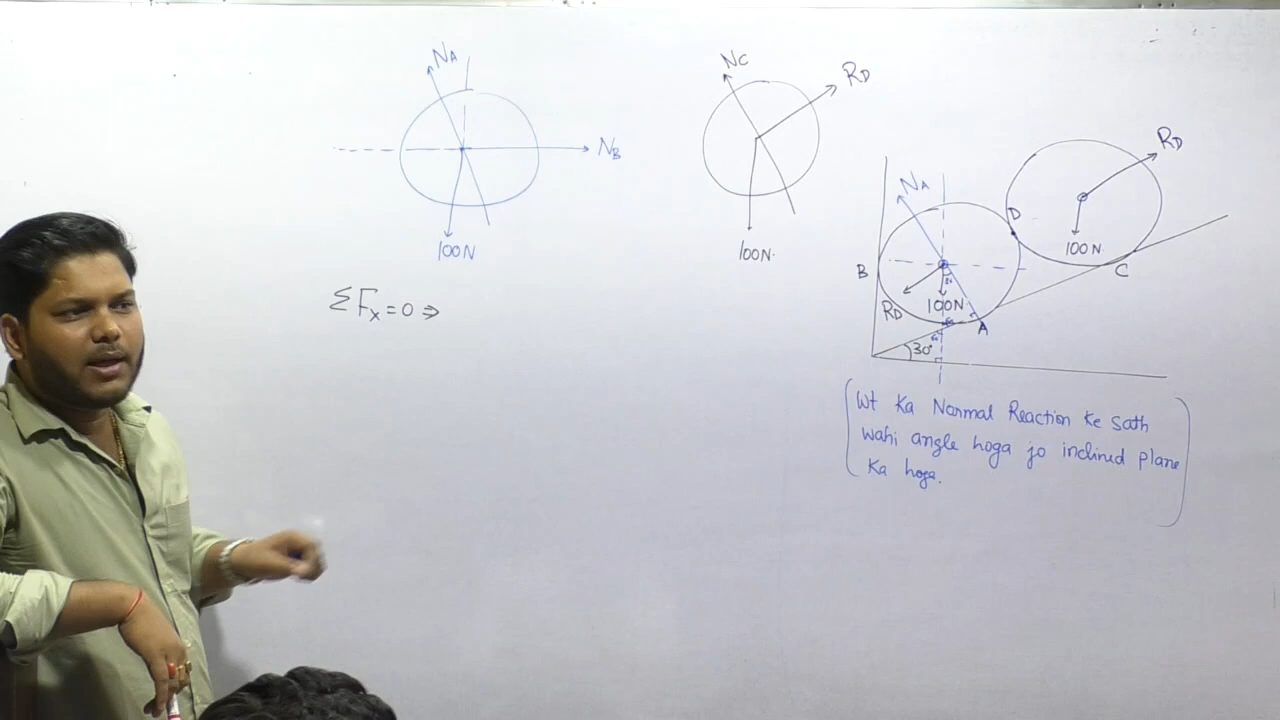 NA
NB
100N
ΣFx=0⇒
NC
RD
100N.
RD
D
100N.
C
NA
B
RD
100N
A
30°
Wt Ka Normal Reaction Ke Sath
wahi angle hoga jo inclined plane
Ka hoga.